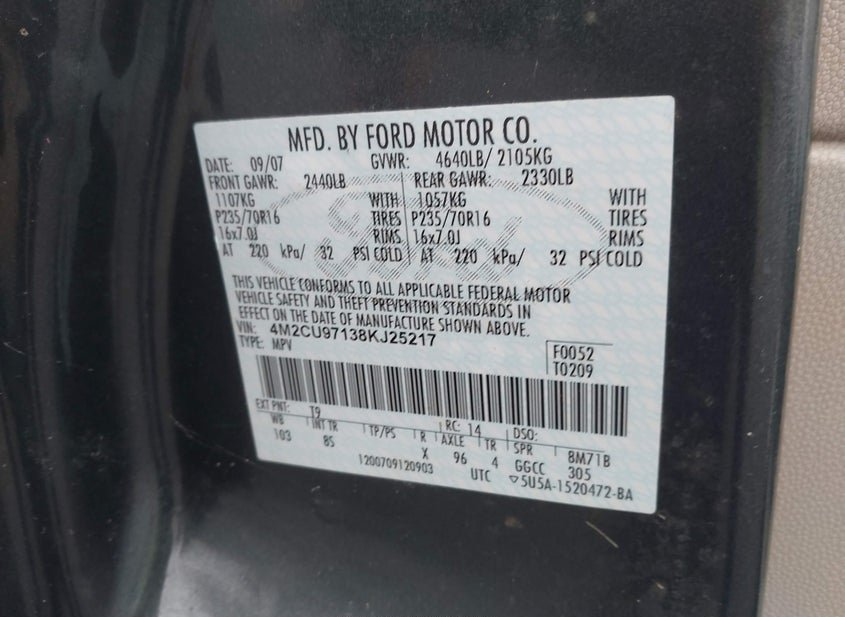 MFD. BY FORD MOTOR CO.
DATE: 09/07 GVWR: 4640LB/ 2105KG
FRONT GAWR: 2440LB REAR GAWR: 2330LB
1107KG WITH 1057KG WITH
P235/70R16 TIRES P235/70R16 TIRES
16x7.0J RIMS 16x7.0J RIMS
AT 220 kPa/ 32 PSI COLD AT 220 kPa/ 32 PSI COLD
Ford
THIS VEHICLE CONFORMS TO ALL APPLICABLE FEDERAL MOTOR
VEHICLE SAFETY AND THEFT PREVENTION STANDARDS IN
EFFECT ON THE DATE OF MANUFACTURE SHOWN ABOVE.
VIN: 4M2CU97138KJ25217
TYPE: MPV
F0052
T0209
EXT PNT: T9 RC: 14 DSO:
WB INT TR TP/PS R AXLE TR SPR BM71B
103 85 X 96 4 GGCC 305
1200709120903 UTC ▽5U5A-1520472-BA